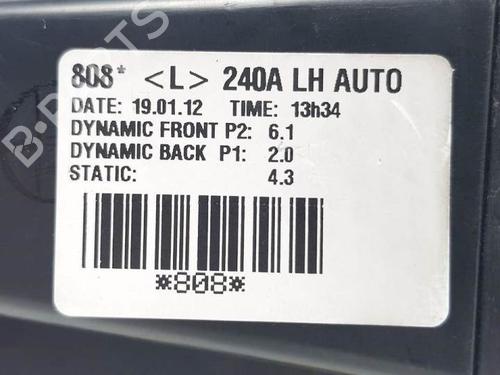 808* <L> 240A LH AUTO
DATE: 19.01.12 TIME: 13h34
DYNAMIC FRONT P2: 6.1
DYNAMIC BACK P1: 2.0
STATIC: 4.3
*808*
B-PARTS